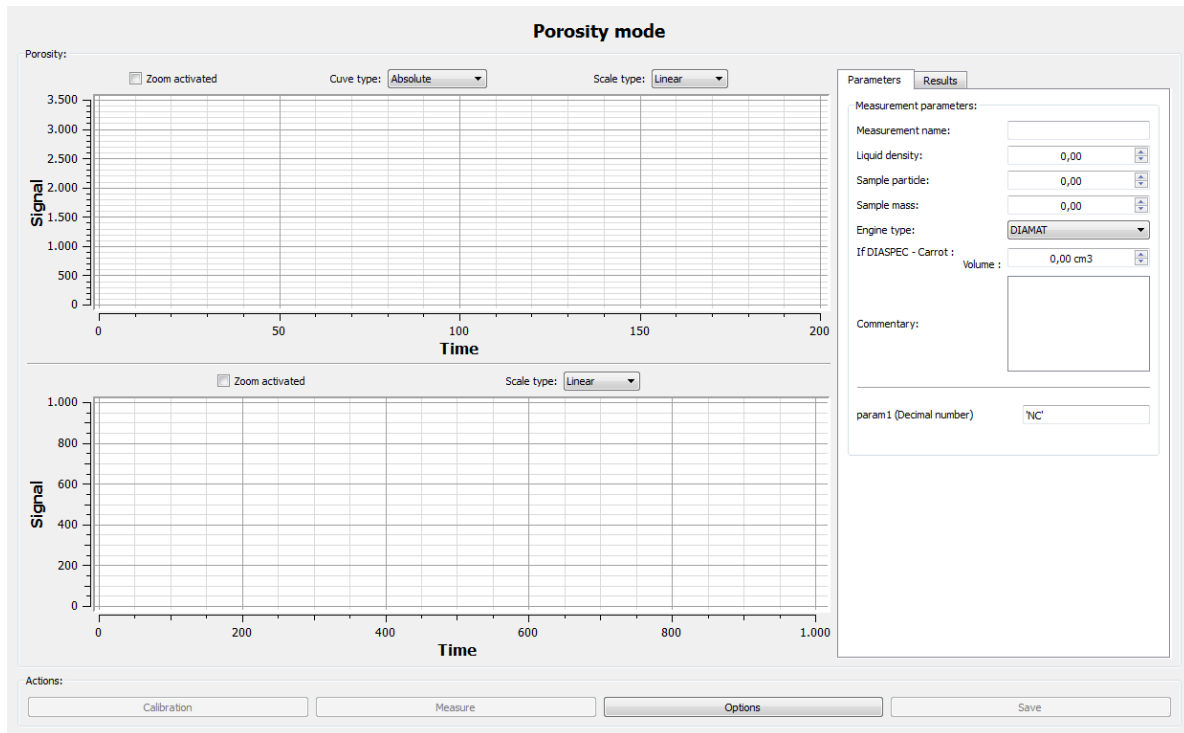 Porosity mode
Porosity:
Zoom activated Cuve type: Absolute Scale type: Linear
3.500
3.000
2.500
2.000
1.500
1.000
500
0
Signal
0 50 100 150 200
Time
Zoom activated Scale type: Linear
1.000
800
600
400
200
0
Signal
0 200 400 600 800 1.000
Time
Parameters Results
Measurement parameters:
Measurement name:
Liquid density: 0,00
Sample particle: 0,00
Sample mass: 0,00
Engine type: DIAMAT
If DIASPEC - Carrot :
Volume : 0,00 cm3
Commentary:
param1 (Decimal number) 'NC'
Actions:
Calibration Measure Options Save